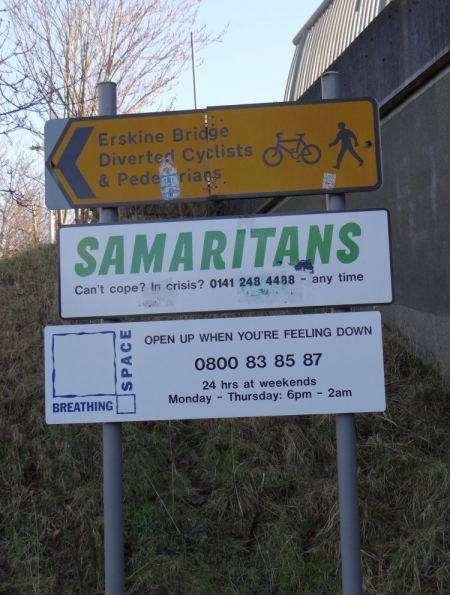 Erskine Bridge
Diverted Cyclists
& Pedestrians
SAMARITANS
Can't cope? In crisis? 0141 248 4488 - any time
BREATHING SPACE
OPEN UP WHEN YOU'RE FEELING DOWN
0800 83 85 87
24 hrs at weekends
Monday - Thursday: 6pm - 2am